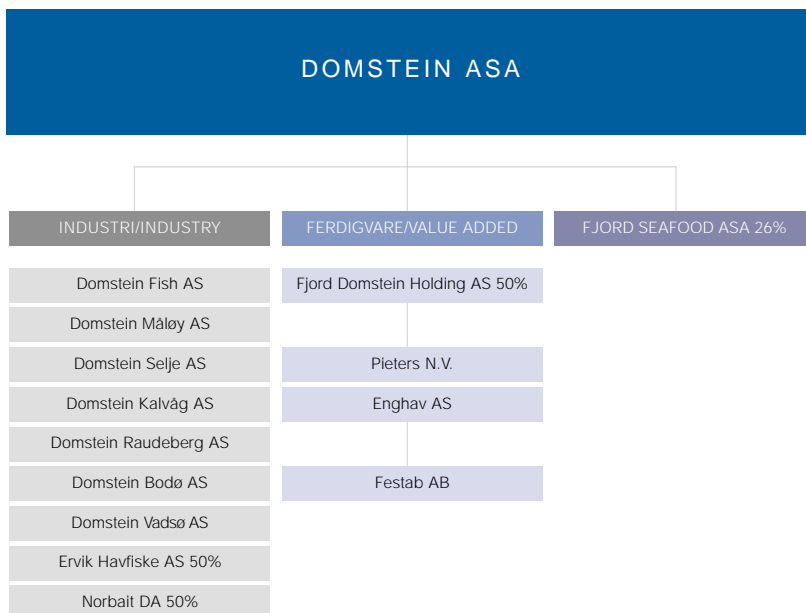 DOMSTEIN ASA
INDUSTRI/INDUSTRY
FERDIGVARE/VALUE ADDED
FJORD SEAFOOD ASA 26%
Domstein Fish AS
Domstein Måløy AS
Domstein Selje AS
Domstein Kalvåg AS
Domstein Raudeberg AS
Domstein Bodø AS
Domstein Vadsø AS
Ervik Havfiske AS 50%
Norbait DA 50%
Fjord Domstein Holding AS 50%
Pieters N.V.
Enghav AS
Festab AB